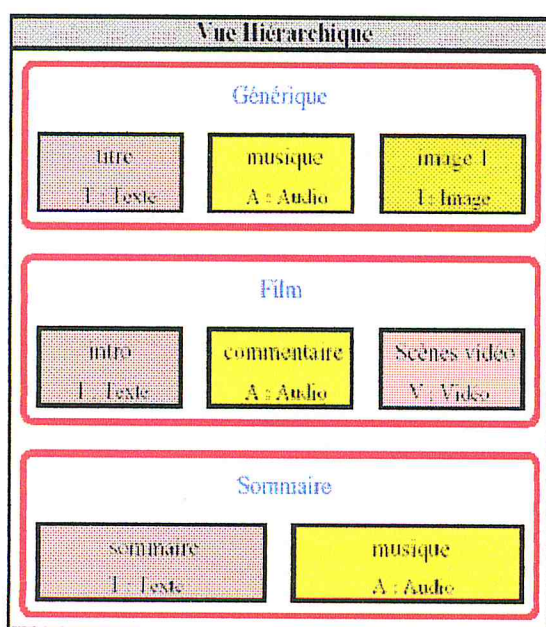 Vue Hiérarchique
Générique
titre musique image 1
T : Texte A : Audio I : Image
Film
intro commentaire Scènes vidéo
T : Texte A : Audio V : Vidéo
Sommaire
sommaire musique
T : Texte A : Audio